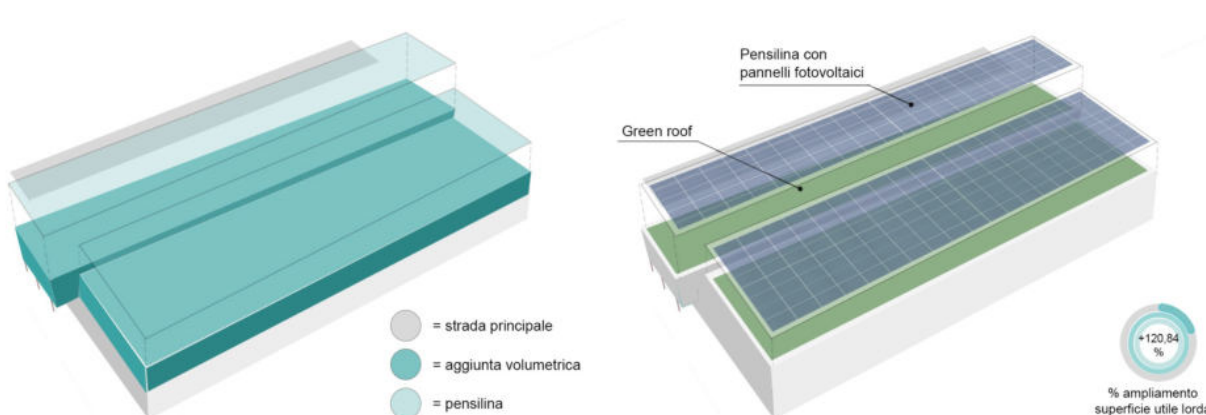 Pensilina con
pannelli fotovoltaici
Green roof
= strada principale
= aggiunta volumetrica
= pensilina
+120,84
%
% ampliamento
superficie utile lorda